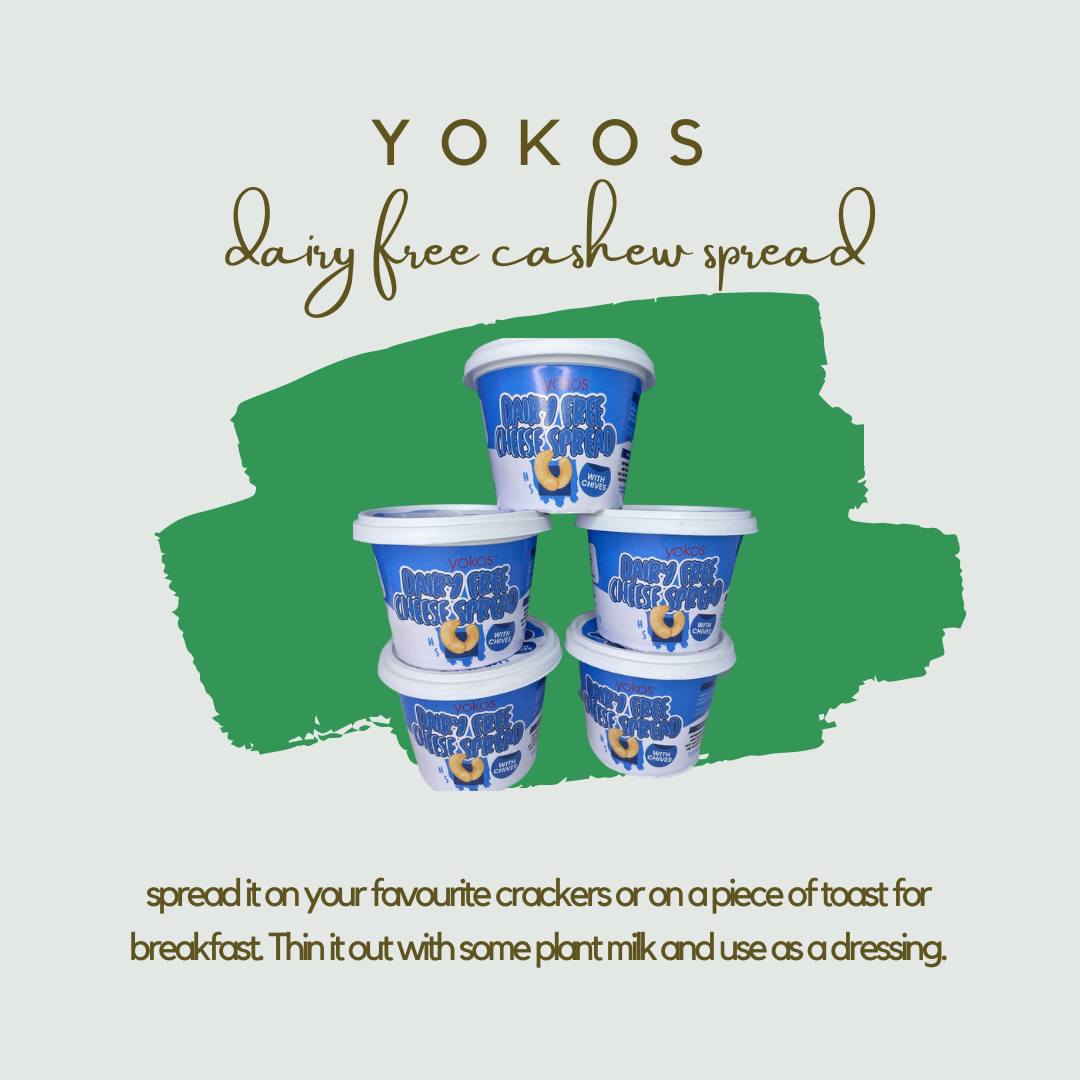 YOKOS
dairy free cashew spread
yokos
DAIRY FREE
CHEESE SPREAD
WITH
CHIVES
yokos
DAIRY FREE
CHEESE SPREAD
WITH
CHIVES
yokos
DAIRY FREE
CHEESE SPREAD
WITH
CHIVES
yokos
DAIRY FREE
CHEESE SPREAD
WITH
CHIVES
yokos
DAIRY FREE
CHEESE SPREAD
WITH
CHIVES
spread it on your favourite crackers or on a piece of toast for
breakfast. Thin it out with some plant milk and use as a dressing.